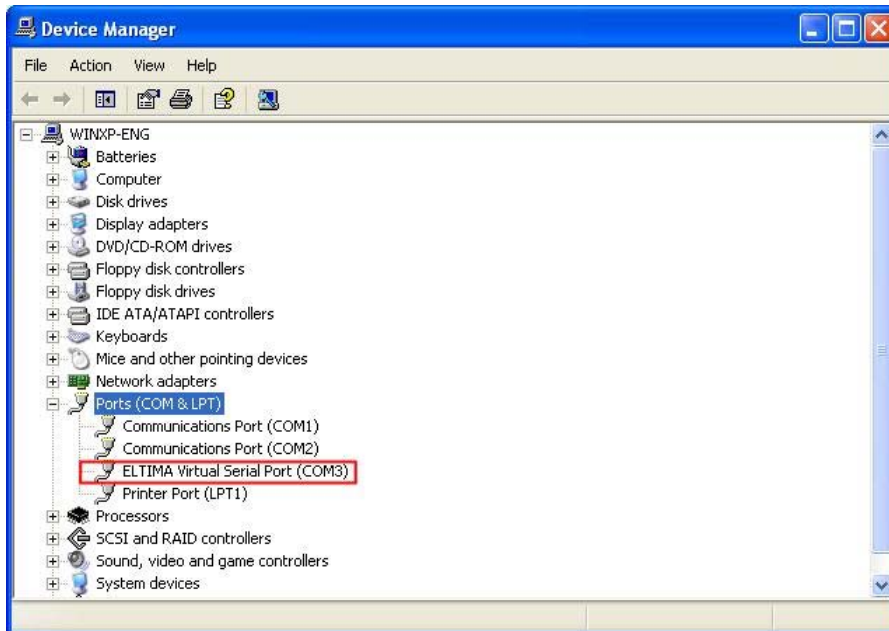 Device Manager
File Action View Help
WINXP-ENG
Batteries
Computer
Disk drives
Display adapters
DVD/CD-ROM drives
Floppy disk controllers
Floppy disk drives
IDE ATA/ATAPI controllers
Keyboards
Mice and other pointing devices
Network adapters
Ports (COM & LPT)
Communications Port (COM1)
Communications Port (COM2)
ELTIMA Virtual Serial Port (COM3)
Printer Port (LPT1)
Processors
SCSI and RAID controllers
Sound, video and game controllers
System devices